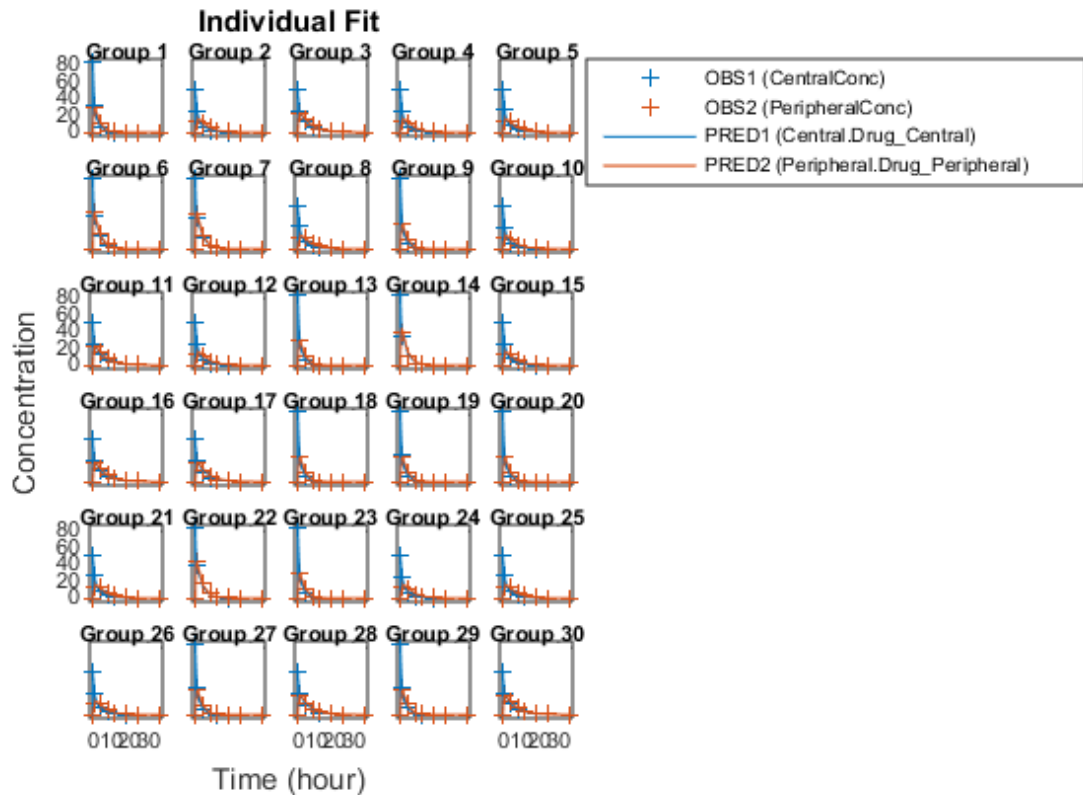 Individual Fit
Group 1 Group 2 Group 3 Group 4 Group 5
80
60
40
20
0
OBS1 (CentralConc)
OBS2 (PeripheralConc)
PRED1 (Central.Drug_Central)
PRED2 (Peripheral.Drug_Peripheral)
Group 6 Group 7 Group 8 Group 9 Group 10
Group 11 Group 12 Group 13 Group 14 Group 15
80
60
40
20
0
Concentration
Group 16 Group 17 Group 18 Group 19 Group 20
Group 21 Group 22 Group 23 Group 24 Group 25
80
60
40
20
0
Group 26 Group 27 Group 28 Group 29 Group 30
0102030 0102030 0102030
Time (hour)